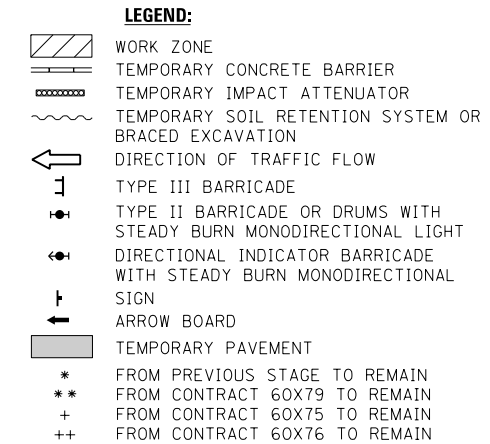 LEGEND:
WORK ZONE
TEMPORARY CONCRETE BARRIER
TEMPORARY IMPACT ATTENUATOR
TEMPORARY SOIL RETENTION SYSTEM OR
BRACED EXCAVATION
DIRECTION OF TRAFFIC FLOW
TYPE III BARRICADE
TYPE II BARRICADE OR DRUMS WITH
STEADY BURN MONODIRECTIONAL LIGHT
DIRECTIONAL INDICATOR BARRICADE
WITH STEADY BURN MONODIRECTIONAL
SIGN
ARROW BOARD
TEMPORARY PAVEMENT
* FROM PREVIOUS STAGE TO REMAIN
** FROM CONTRACT 60X79 TO REMAIN
+ FROM CONTRACT 60X75 TO REMAIN
++ FROM CONTRACT 60X76 TO REMAIN